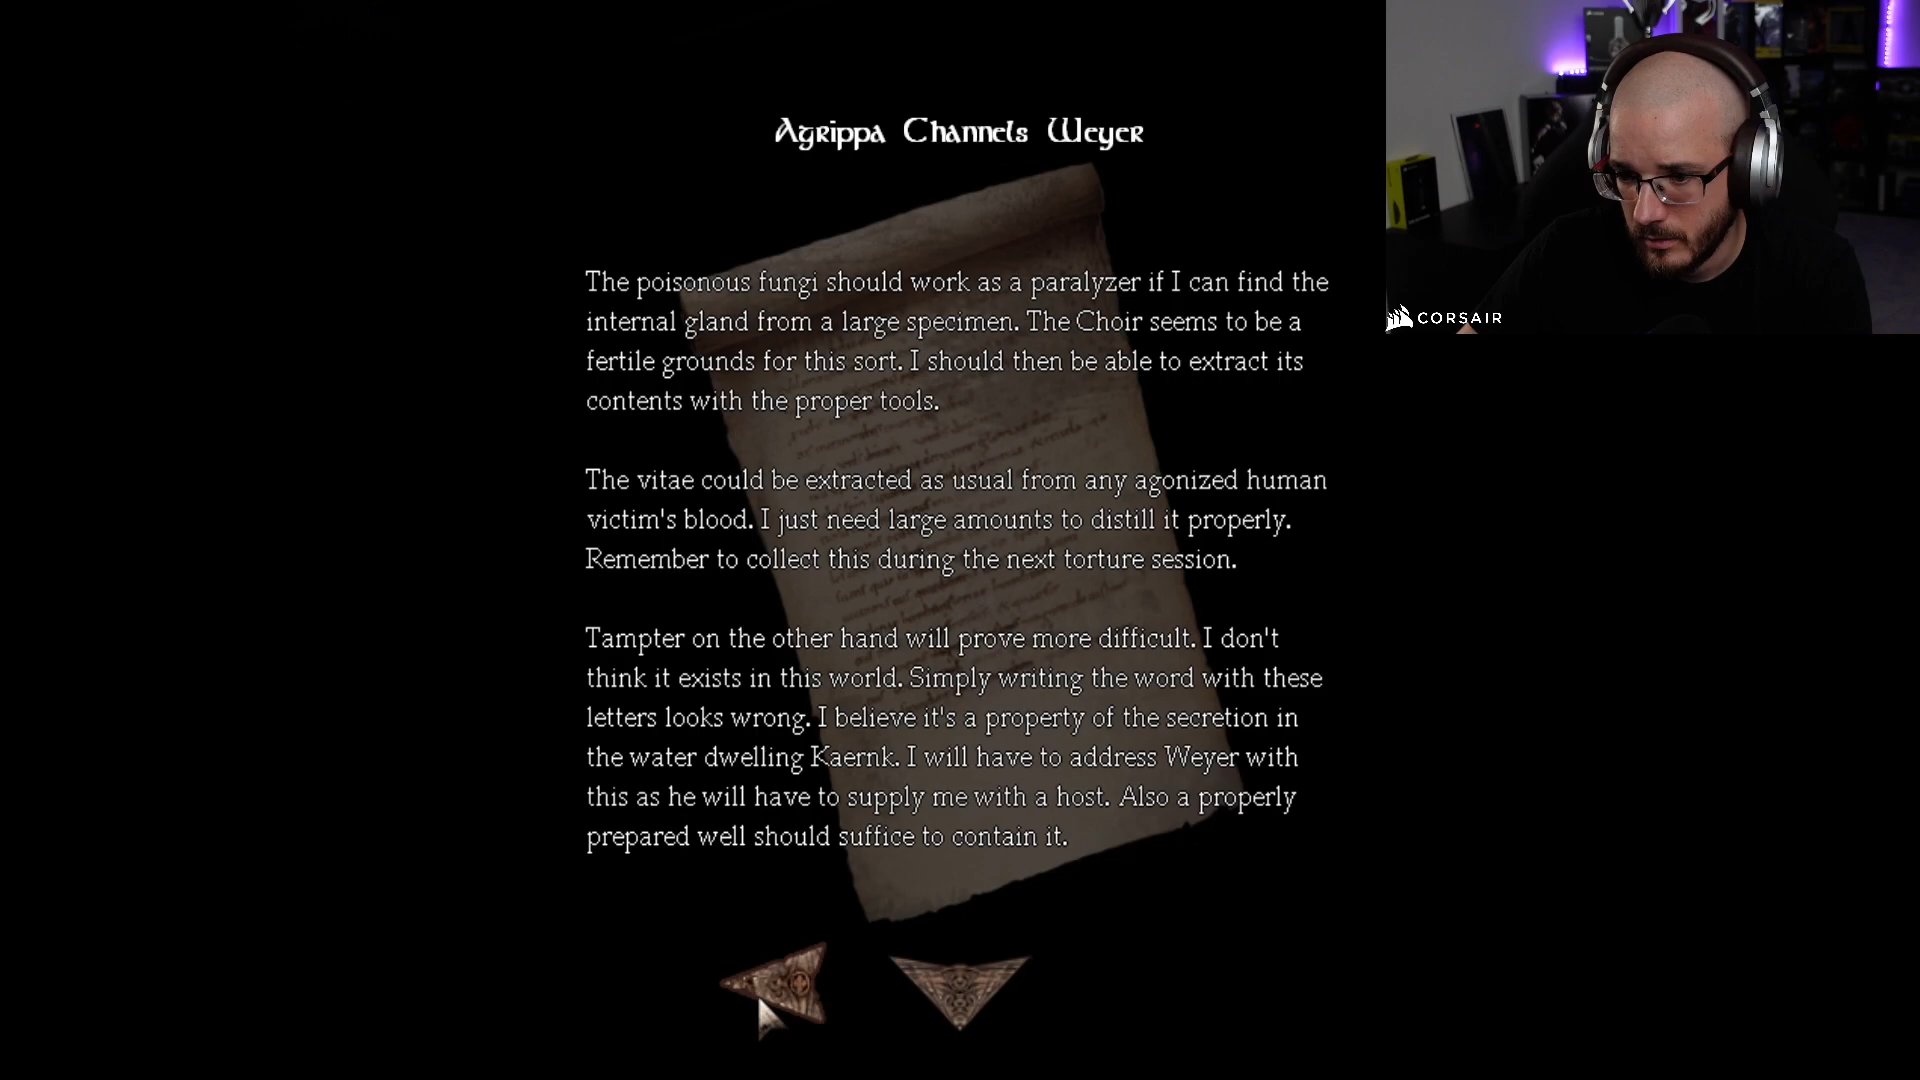 Agrippa Channels Weyer
CORSAIR
The poisonous fungi should work as a paralyzer if I can find the
internal gland from a large specimen. The Choir seems to be a
fertile grounds for this sort. I should then be able to extract its
contents with the proper tools.
The vitae could be extracted as usual from any agonized human
victim's blood. I just need large amounts to distill it properly.
Remember to collect this during the next torture session.
Tampter on the other hand will prove more difficult. I don't
think it exists in this world. Simply writing the word with these
letters looks wrong. I believe it's a property of the secretion in
the water dwelling Kaernk. I will have to address Weyer with
this as he will have to supply me with a host. Also a properly
prepared well should suffice to contain it.